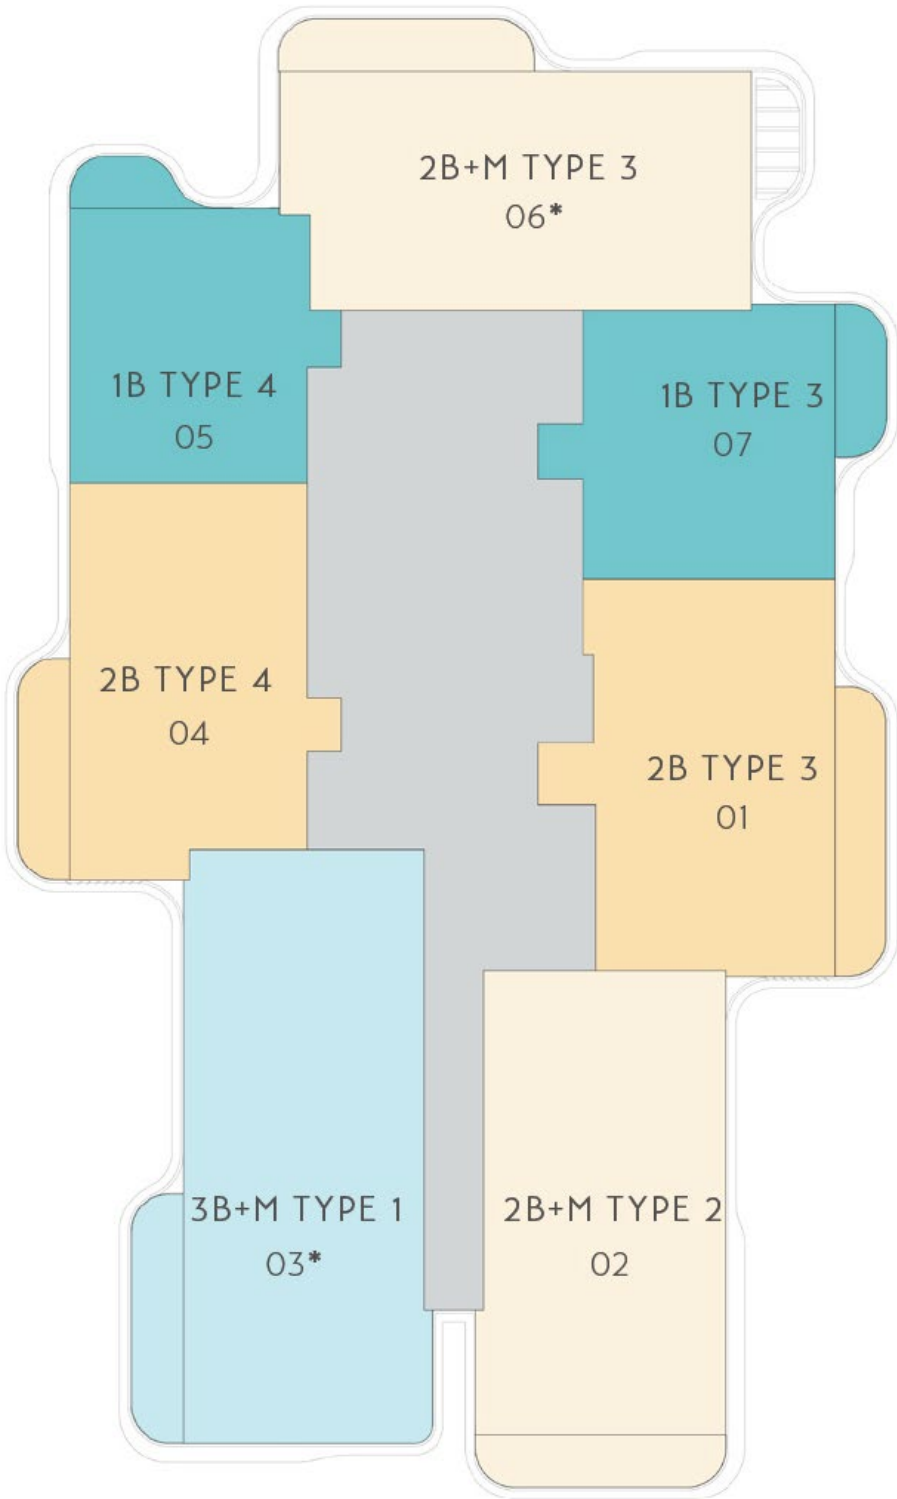 2B+M TYPE 3
06*
1B TYPE 4
05
1B TYPE 3
07
2B TYPE 4
04
2B TYPE 3
01
3B+M TYPE 1
03*
2B+M TYPE 2
02